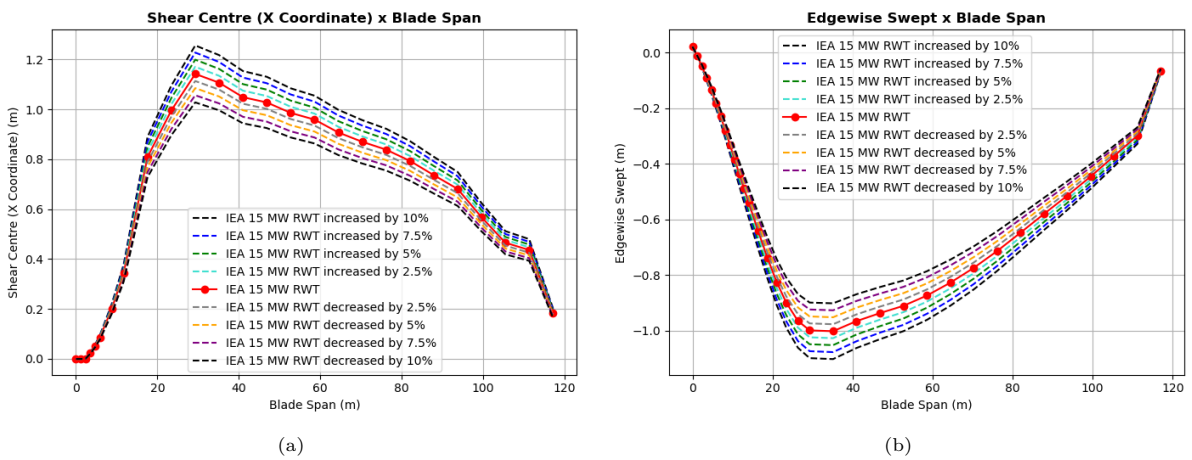 Shear Centre (X Coordinate) x Blade Span
Shear Centre (X Coordinate) (m)
1.2
1.0
0.8
0.6
0.4
0.2
0.0
IEA 15 MW RWT increased by 10%
IEA 15 MW RWT increased by 7.5%
IEA 15 MW RWT increased by 5%
IEA 15 MW RWT increased by 2.5%
IEA 15 MW RWT
IEA 15 MW RWT decreased by 2.5%
IEA 15 MW RWT decreased by 5%
IEA 15 MW RWT decreased by 7.5%
IEA 15 MW RWT decreased by 10%
0 20 40 60 80 100 120
Blade Span (m)
(a)
Edgewise Swept x Blade Span
Edgewise Swept (m)
0.0
−0.2
−0.4
−0.6
−0.8
−1.0
IEA 15 MW RWT increased by 10%
IEA 15 MW RWT increased by 7.5%
IEA 15 MW RWT increased by 5%
IEA 15 MW RWT increased by 2.5%
IEA 15 MW RWT
IEA 15 MW RWT decreased by 2.5%
IEA 15 MW RWT decreased by 5%
IEA 15 MW RWT decreased by 7.5%
IEA 15 MW RWT decreased by 10%
0 20 40 60 80 100 120
Blade Span (m)
(b)